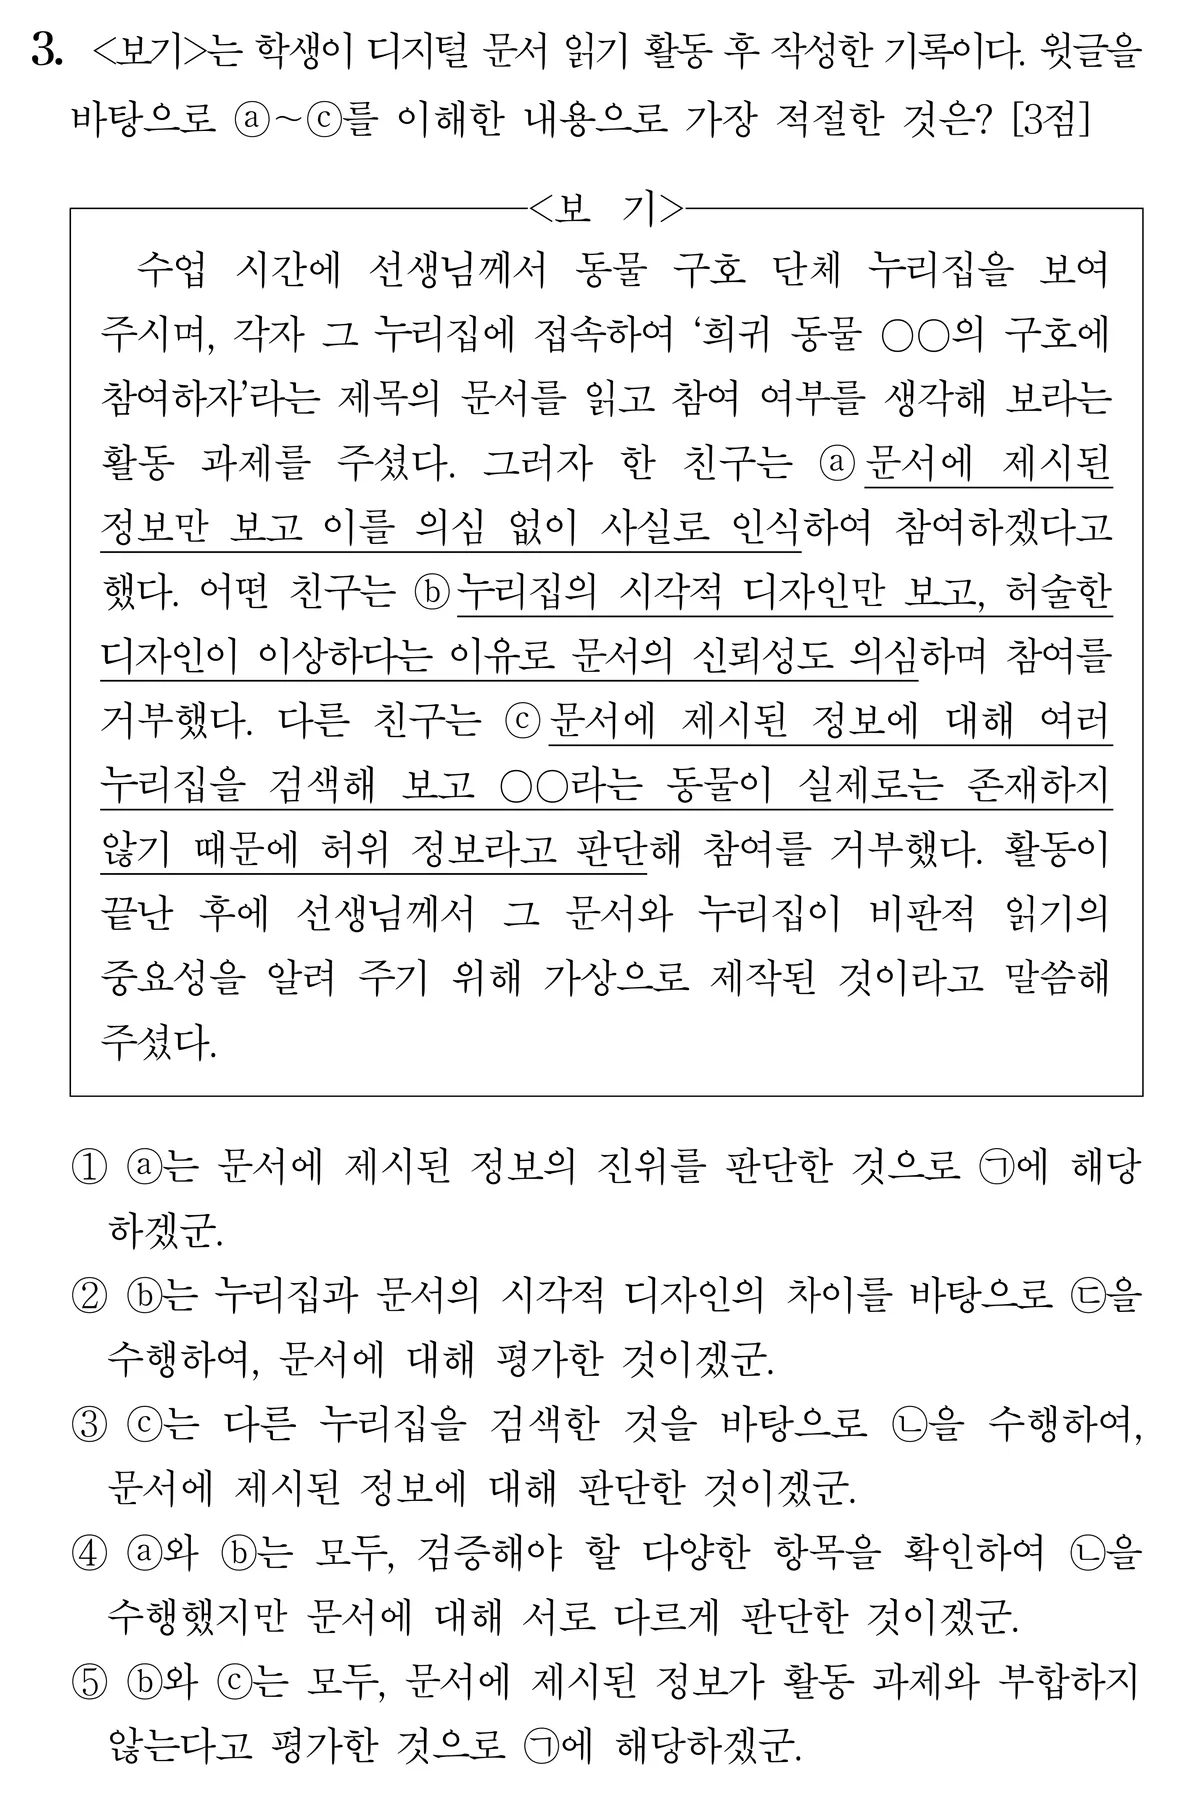 3. <보기>는 학생이 디지털 문서 읽기 활동 후 작성한 기록이다. 윗글을
바탕으로 ⓐ~ⓒ를 이해한 내용으로 가장 적절한 것은? [3점]
<보 기>
수업 시간에 선생님께서 동물 구호 단체 누리집을 보여
주시며, 각자 그 누리집에 접속하여 ‘희귀 동물 ○○의 구호에
참여하자’라는 제목의 문서를 읽고 참여 여부를 생각해 보라는
활동 과제를 주셨다. 그러자 한 친구는 ⓐ문서에 제시된
정보만 보고 이를 의심 없이 사실로 인식하여 참여하겠다고
했다. 어떤 친구는 ⓑ누리집의 시각적 디자인만 보고, 허술한
디자인이 이상하다는 이유로 문서의 신뢰성도 의심하며 참여를
거부했다. 다른 친구는 ⓒ문서에 제시된 정보에 대해 여러
누리집을 검색해 보고 ○○라는 동물이 실제로는 존재하지
않기 때문에 허위 정보라고 판단해 참여를 거부했다. 활동이
끝난 후에 선생님께서 그 문서와 누리집이 비판적 읽기의
중요성을 알려 주기 위해 가상으로 제작된 것이라고 말씀해
주셨다.
① ⓐ는 문서에 제시된 정보의 진위를 판단한 것으로 ㉠에 해당
하겠군.
② ⓑ는 누리집과 문서의 시각적 디자인의 차이를 바탕으로 ㉢을
수행하여, 문서에 대해 평가한 것이겠군.
③ ⓒ는 다른 누리집을 검색한 것을 바탕으로 ㉡을 수행하여,
문서에 제시된 정보에 대해 판단한 것이겠군.
④ ⓐ와 ⓑ는 모두, 검증해야 할 다양한 항목을 확인하여 ㉡을
수행했지만 문서에 대해 서로 다르게 판단한 것이겠군.
⑤ ⓑ와 ⓒ는 모두, 문서에 제시된 정보가 활동 과제와 부합하지
않는다고 평가한 것으로 ㉠에 해당하겠군.